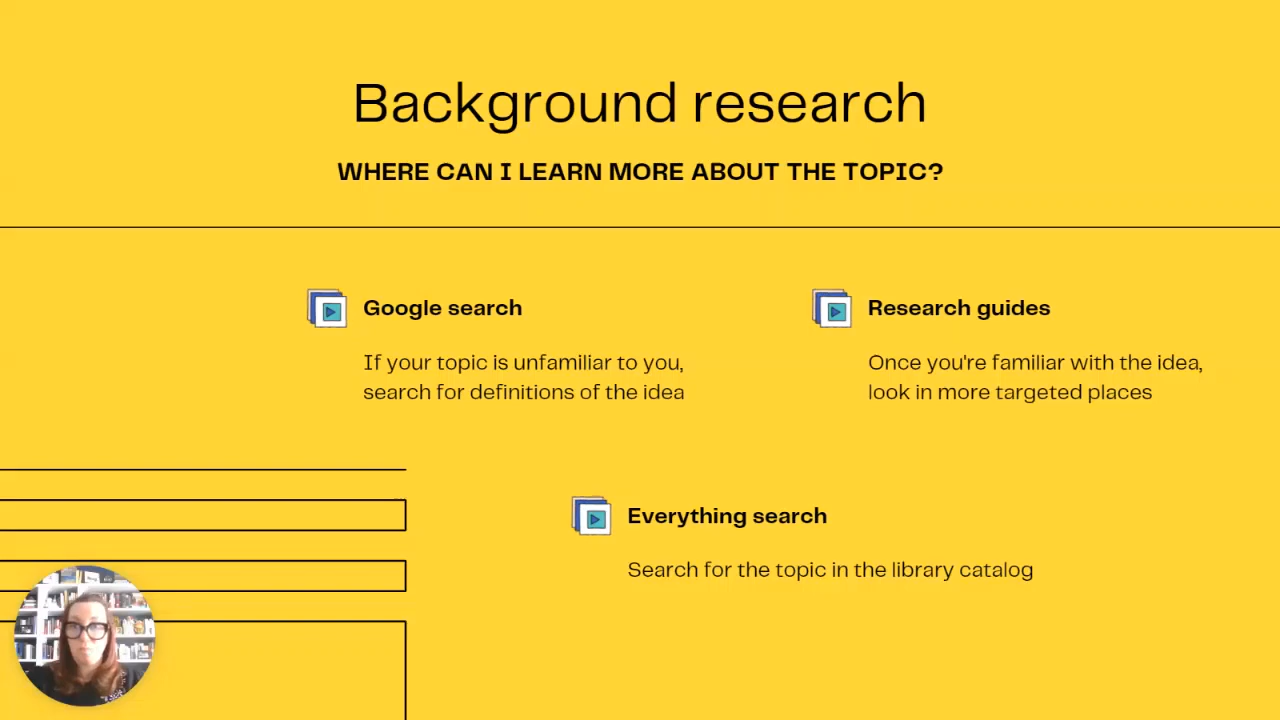 Background research
WHERE CAN I LEARN MORE ABOUT THE TOPIC?
Google search
If your topic is unfamiliar to you,
search for definitions of the idea
Research guides
Once you're familiar with the idea,
look in more targeted places
Everything search
Search for the topic in the library catalog